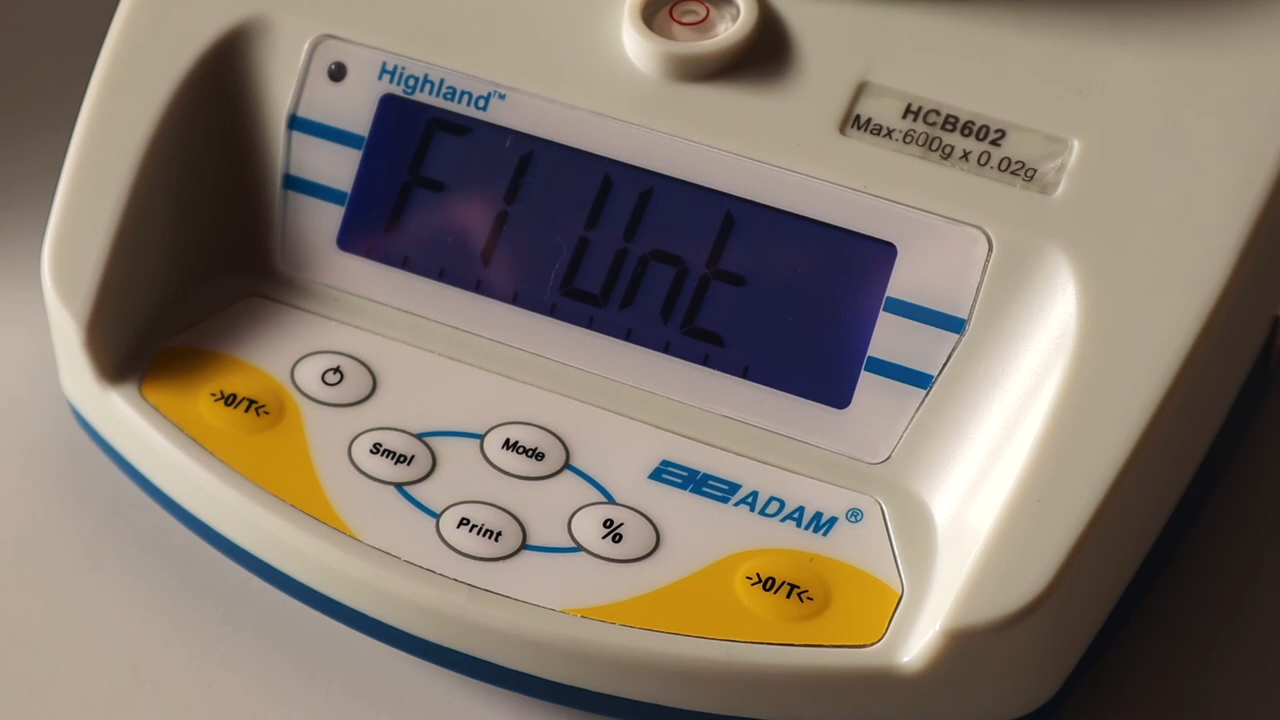 Highland™
HCB602
Max:600g x 0.02g
F1 Unt
->0/T<-
Smpl
Mode
Print
%
ADAM®
->0/T<-